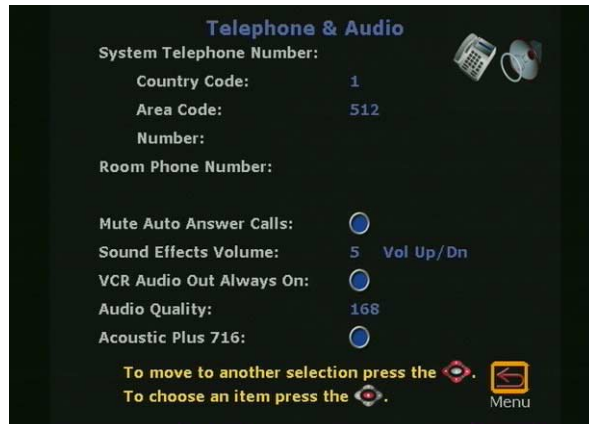 Telephone & Audio
System Telephone Number:
Country Code: 1
Area Code: 512
Number:
Room Phone Number:
Mute Auto Answer Calls:
Sound Effects Volume: 5 Vol Up/Dn
VCR Audio Out Always On:
Audio Quality: 168
Acoustic Plus 716:
To move to another selection press the .
To choose an item press the .
Menu